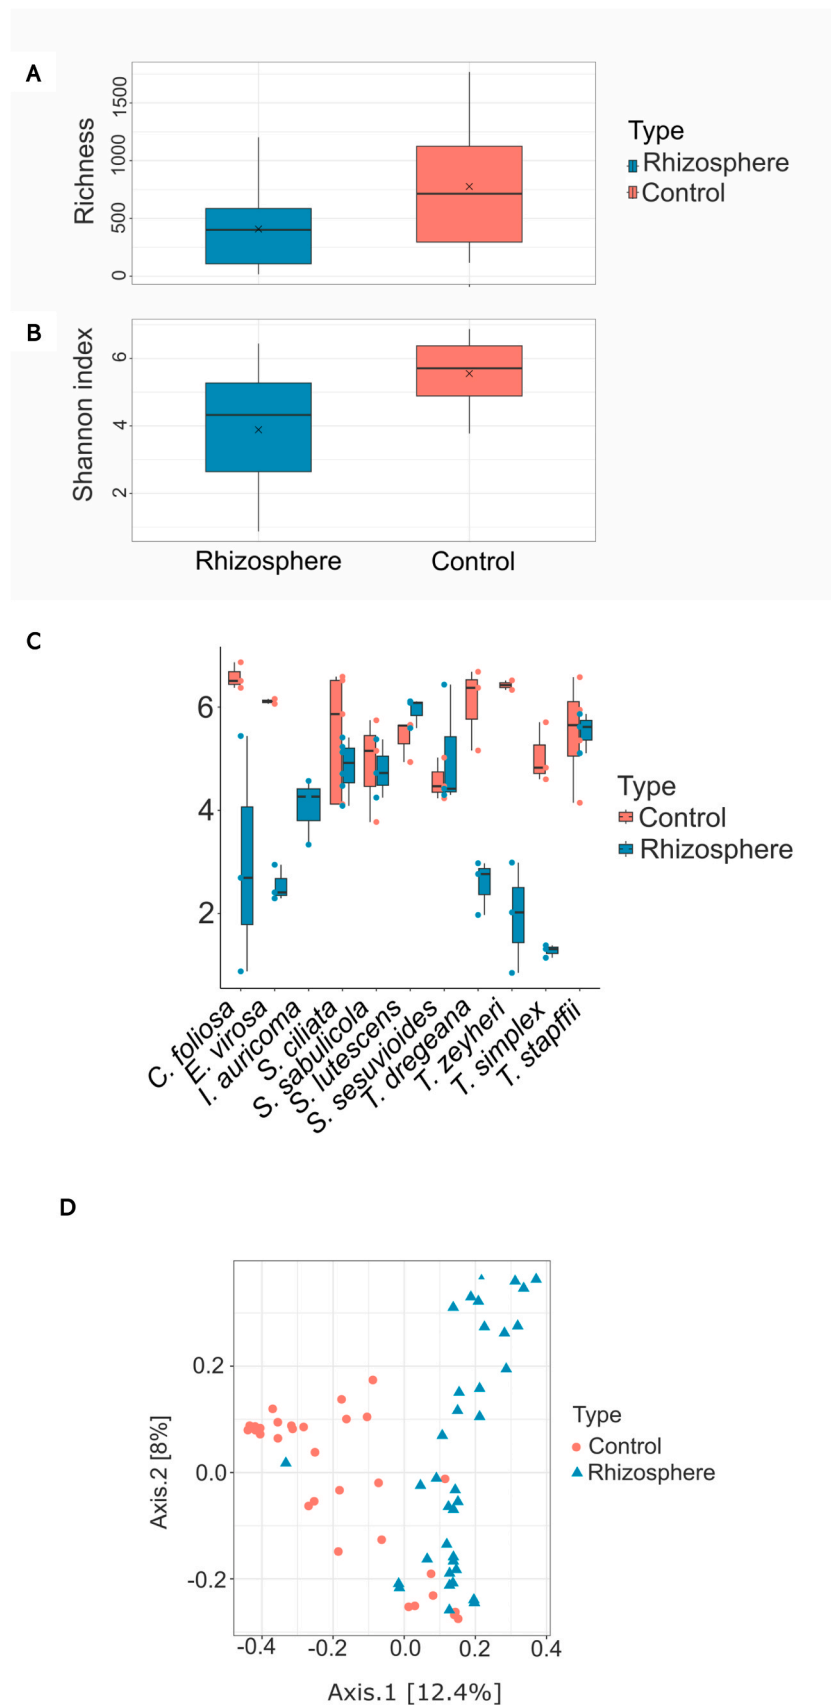 A
Richness
1500
1000
500
0
Type
Rhizosphere
Control
B
Shannon index
6
4
2
Rhizosphere
Control
C
6
4
2
Type
Control
Rhizosphere
C. foliosa
E. virosa
I. auricoma
S. ciliata
S. sabulicola
S. lutescens
S. sesuvioides
T. dregeana
T. zeyheri
T. simplex
T. stapffii
D
Axis.2 [8%]
0.2
0.0
-0.2
Type
Control
Rhizosphere
-0.4
-0.2
0.0
0.2
0.4
Axis.1 [12.4%]